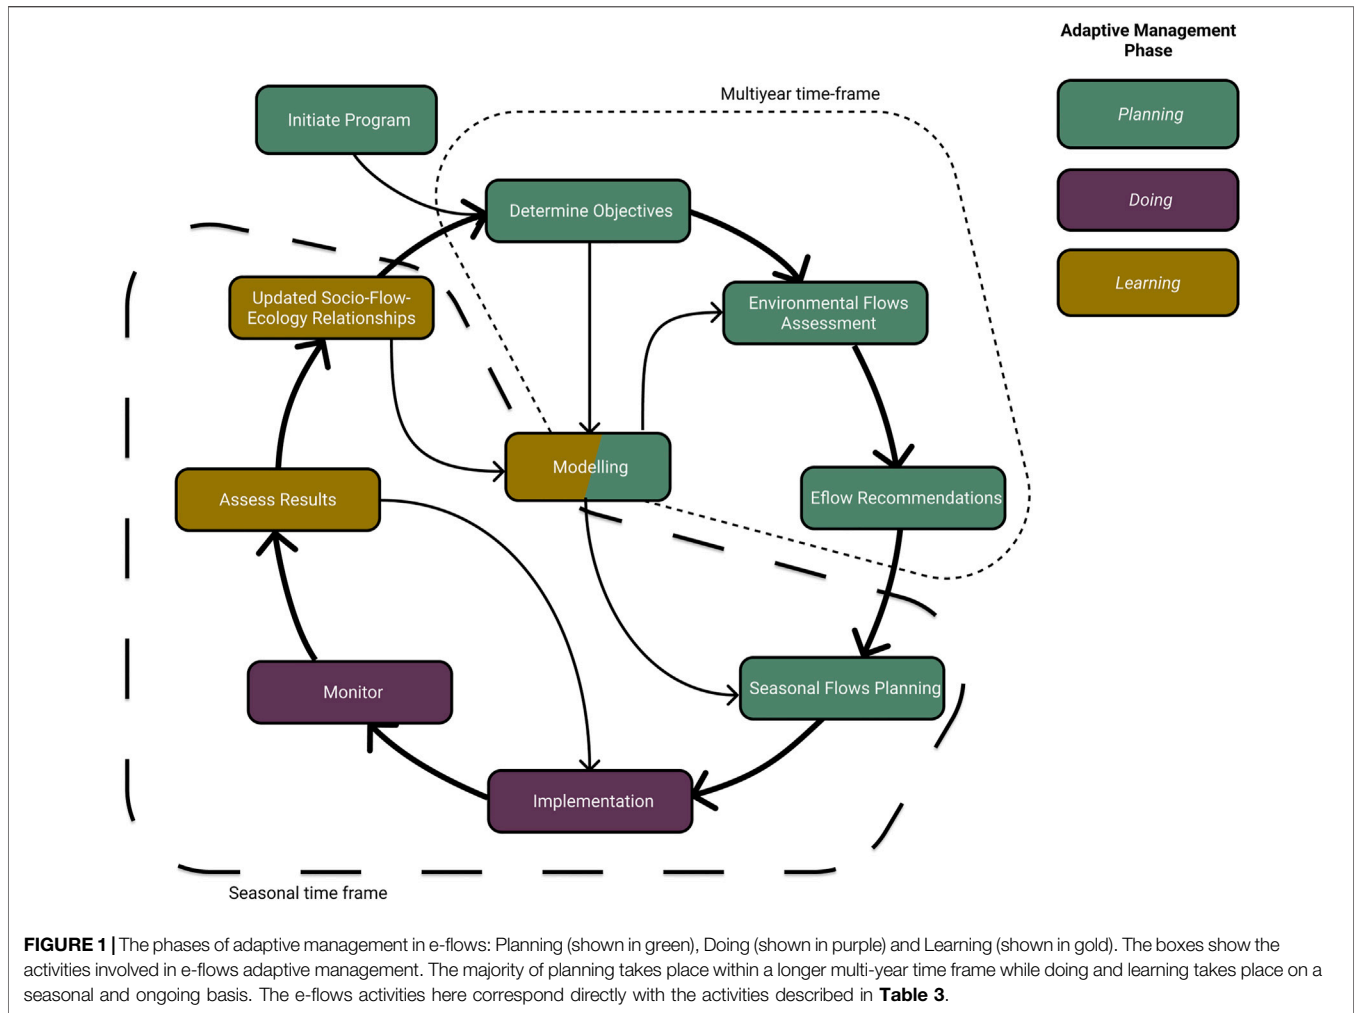 Adaptive Management
Phase
Planning
Doing
Learning
Multiyear time-frame
Initiate Program
Determine Objectives
Environmental Flows
Assessment
Updated Socio-Flow-
Ecology Relationships
Modelling
Eflow Recommendations
Assess Results
Seasonal Flows Planning
Monitor
Implementation
Seasonal time frame
FIGURE 1 | The phases of adaptive management in e-flows: Planning (shown in green), Doing (shown in purple) and Learning (shown in gold). The boxes show the
activities involved in e-flows adaptive management. The majority of planning takes place within a longer multi-year time frame while doing and learning takes place on a
seasonal and ongoing basis. The e-flows activities here correspond directly with the activities described in Table 3.